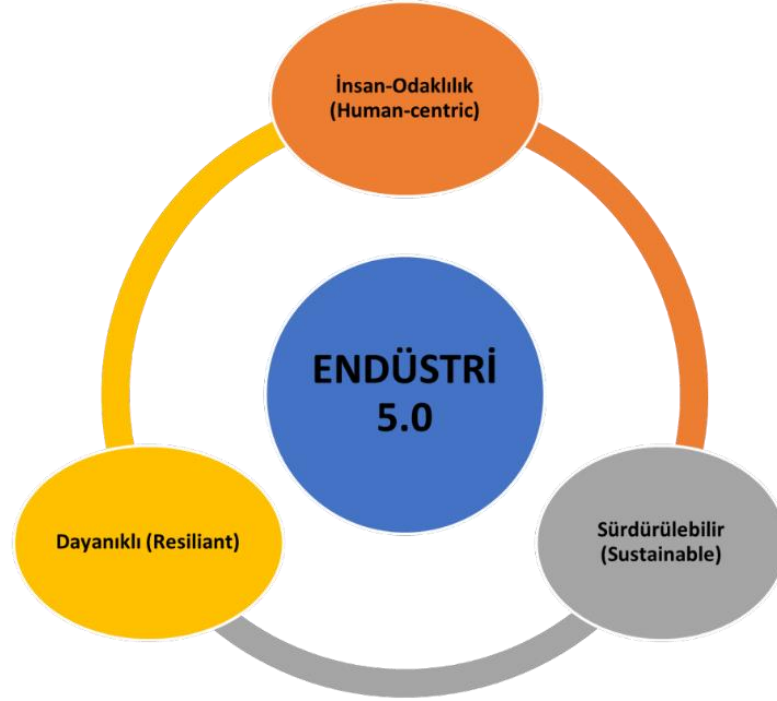 İnsan-Odaklılık
(Human-centric)
ENDÜSTRİ
5.0
Dayanıklı (Resiliant)
Sürdürülebilir
(Sustainable)